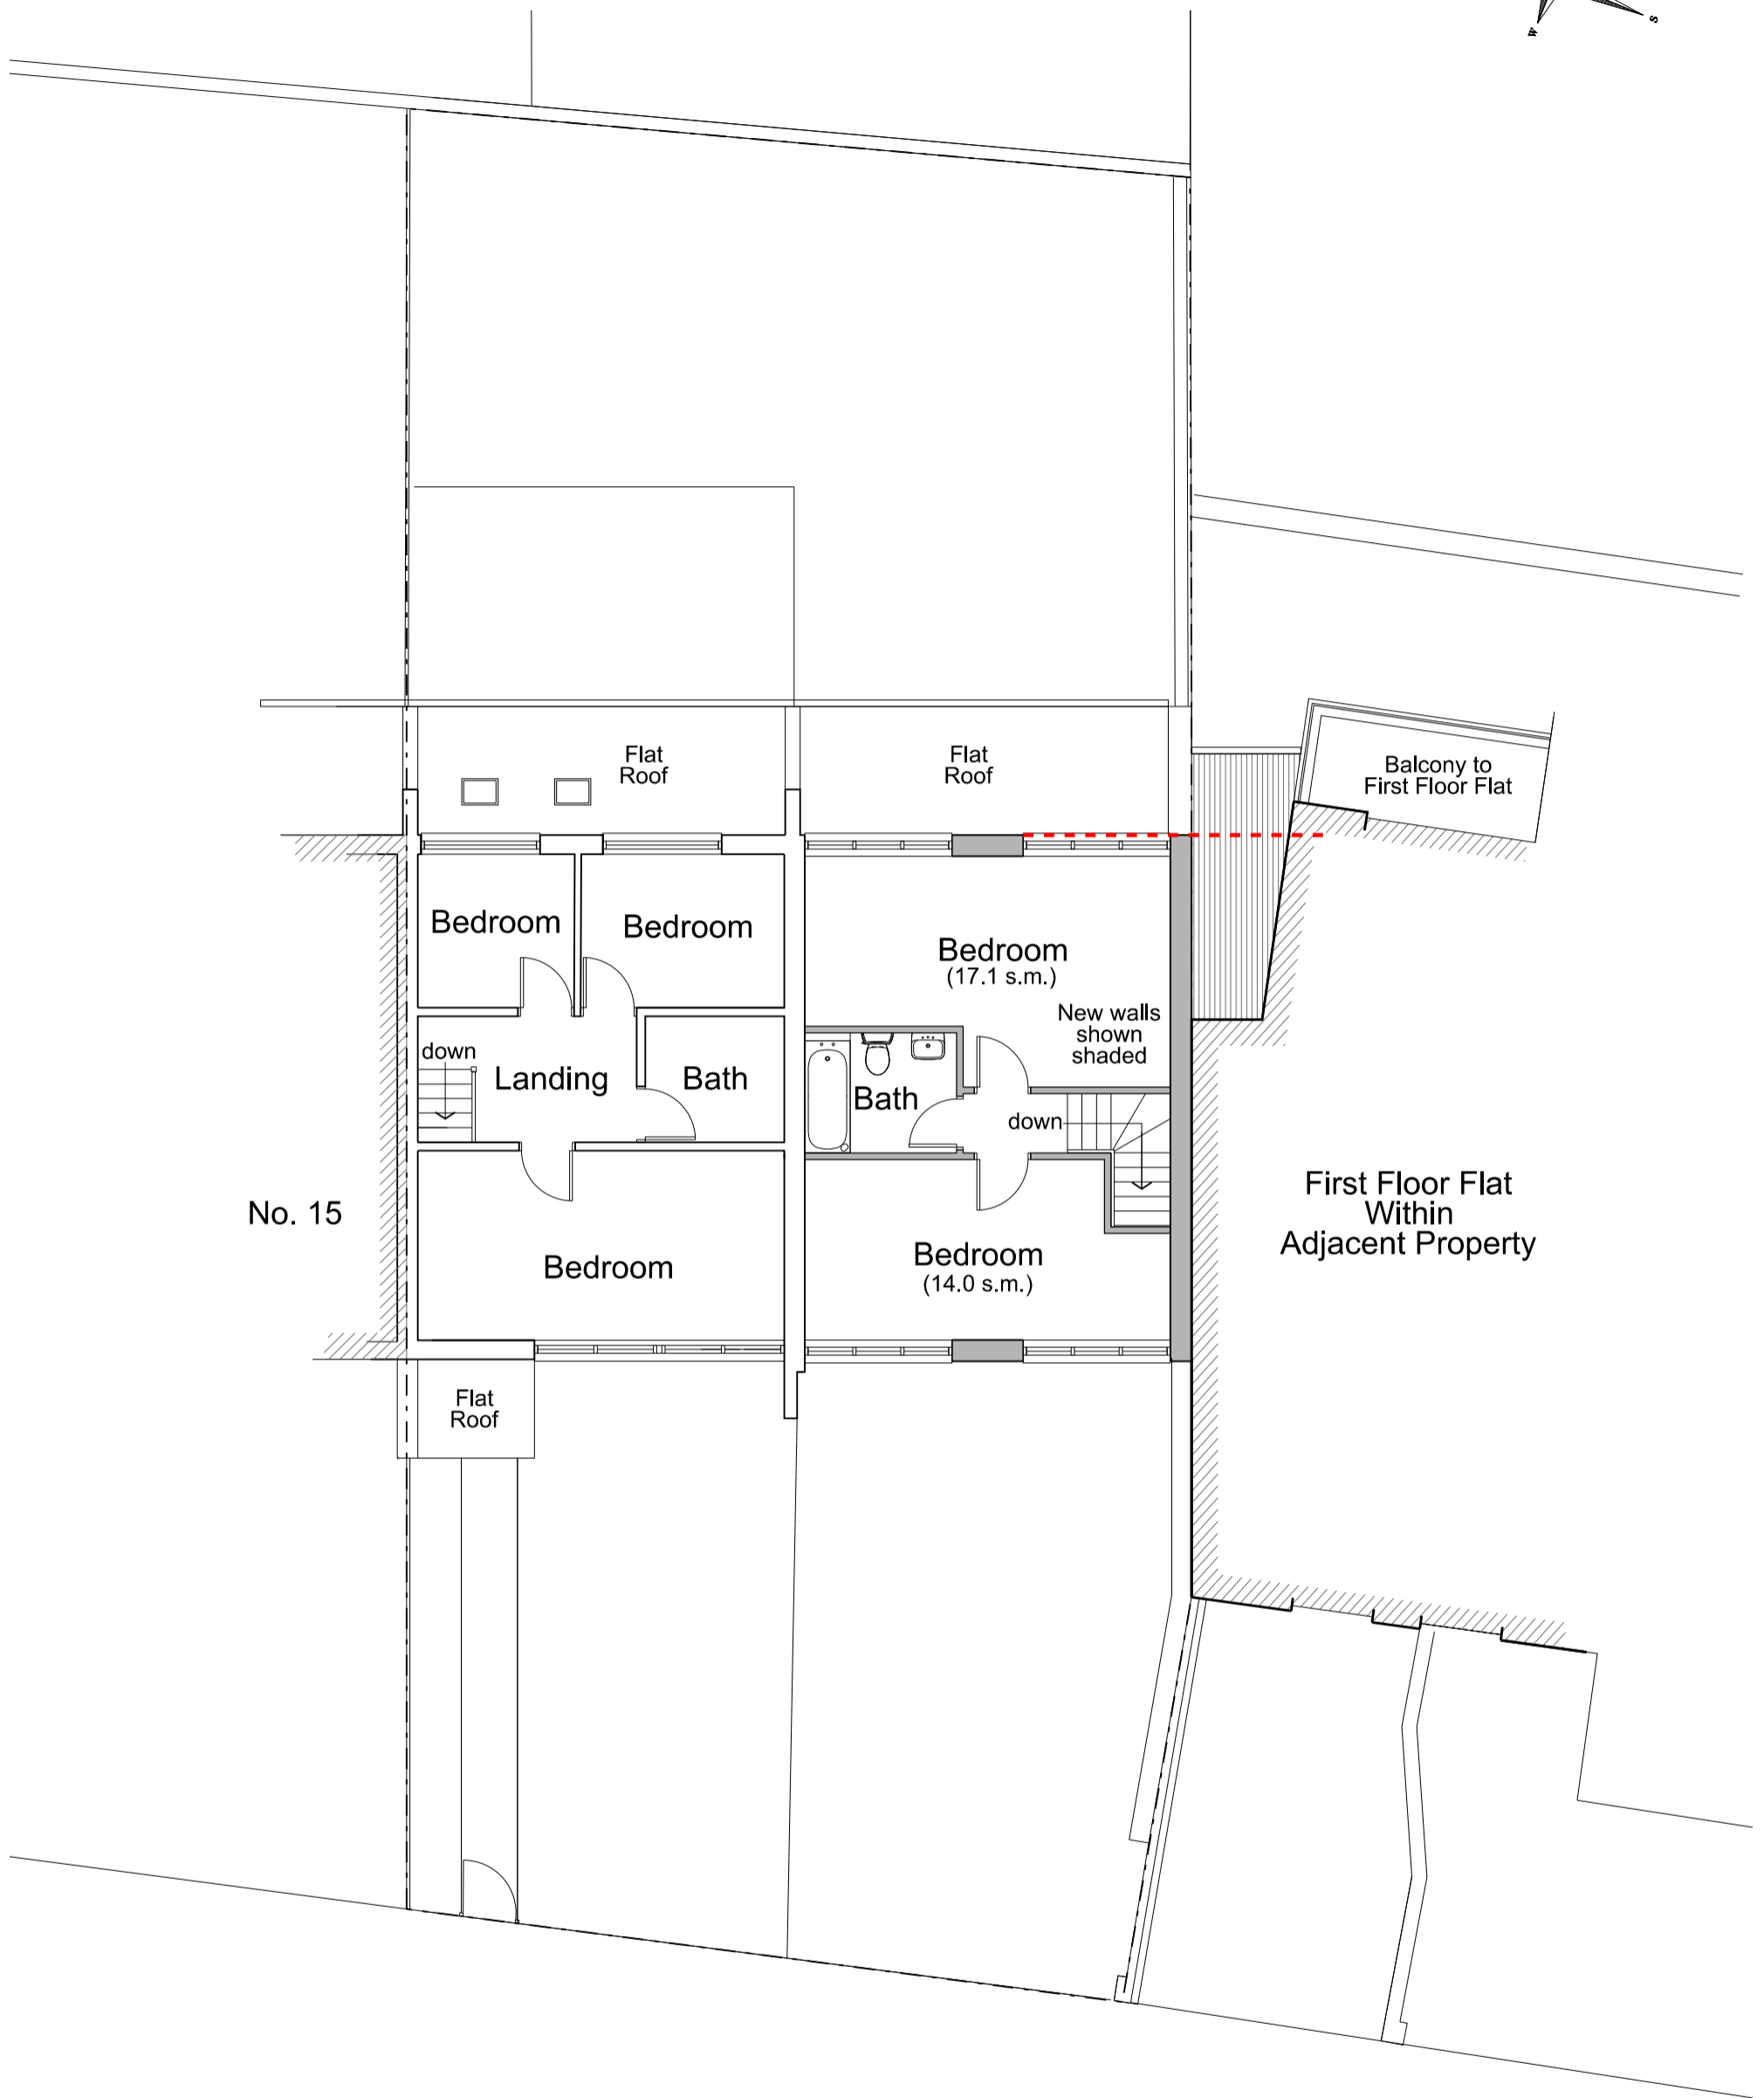 W
S
Flat
Roof
Flat
Roof
Balcony to
First Floor Flat
Bedroom
Bedroom
Bedroom
(17.1 s.m.)
New walls
shown
shaded
down
Landing
Bath
Bath
down
No. 15
First Floor Flat
Within
Adjacent Property
Bedroom
Bedroom
(14.0 s.m.)
Flat
Roof